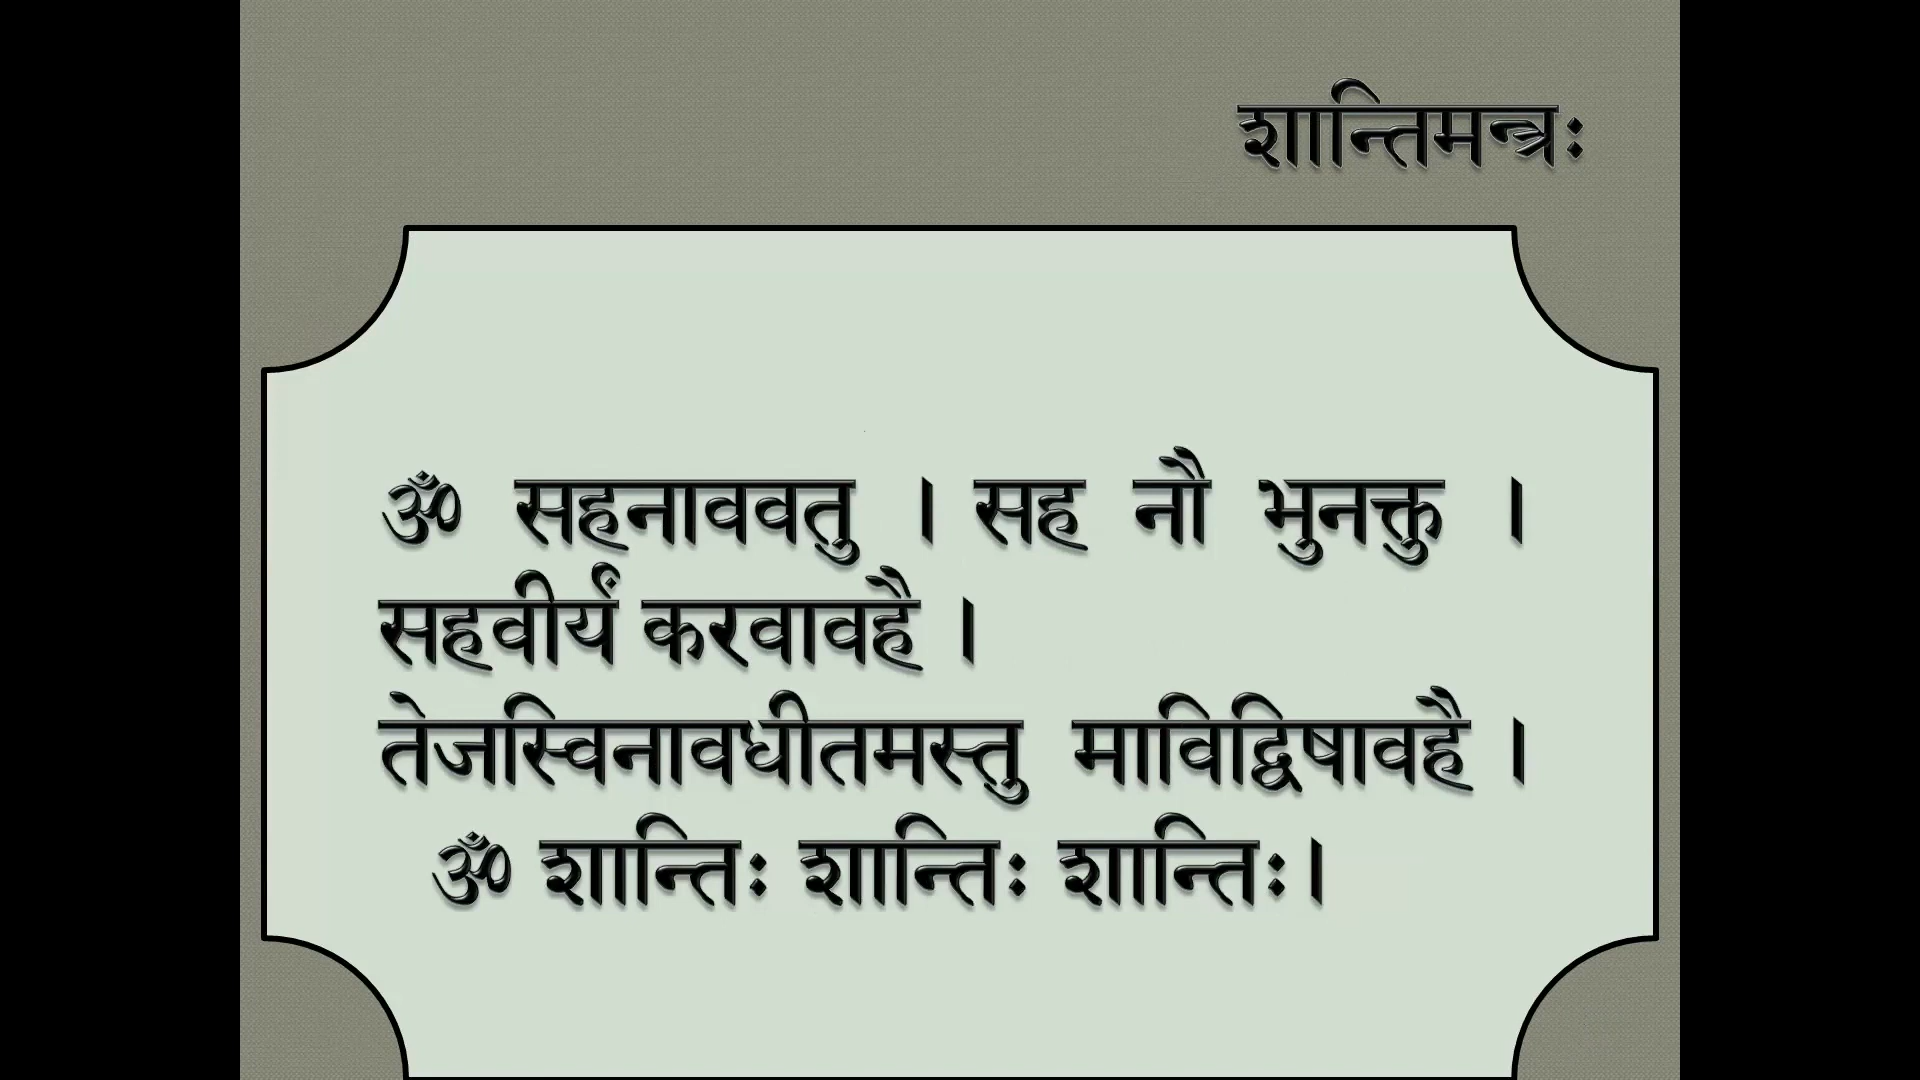 शान्तिमन्त्रः
ॐ सहनाववतु । सह नौ भुनक्तु ।
सहवीर्यं करवावहै ।
तेजस्विनावधीतमस्तु माविद्विषावहै ।
ॐ शान्तिः शान्तिः शान्तिः।